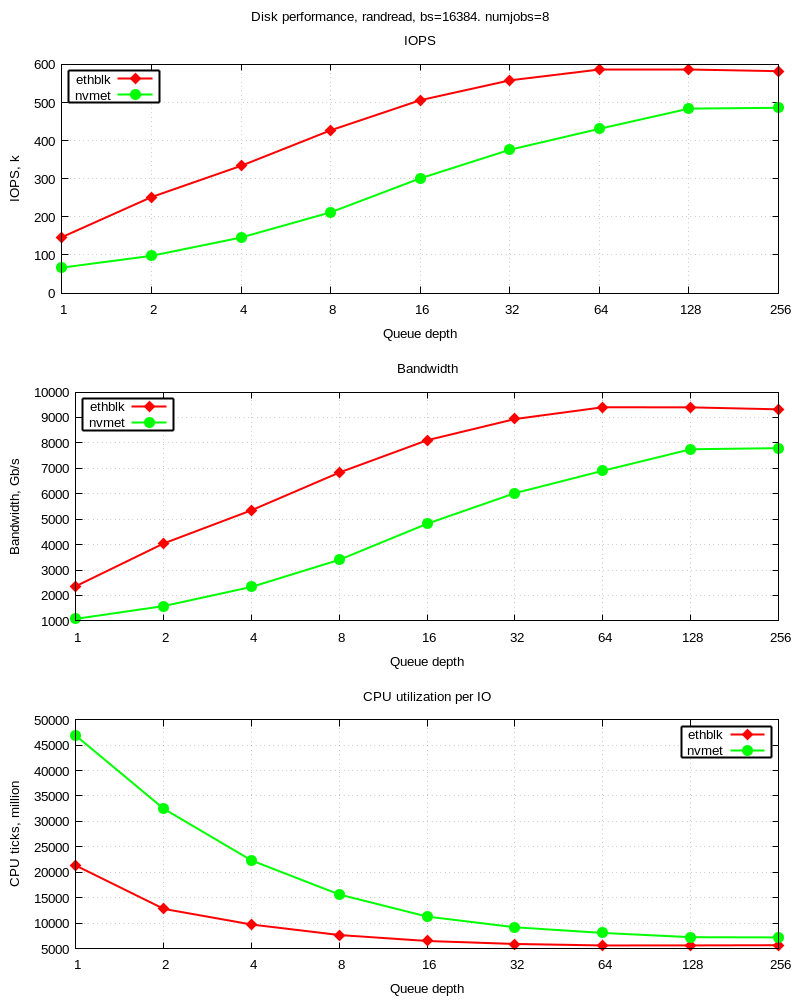 Disk performance, randread, bs=16384. numjobs=8
IOPS
600
500
400
300
200
100
0
IOPS, k
ethblk
nvmet
1 2 4 8 16 32 64 128 256
Queue depth
Bandwidth
10000
9000
8000
7000
6000
5000
4000
3000
2000
1000
Bandwidth, Gb/s
ethblk
nvmet
1 2 4 8 16 32 64 128 256
Queue depth
CPU utilization per IO
50000
45000
40000
35000
30000
25000
20000
15000
10000
5000
CPU ticks, million
ethblk
nvmet
1 2 4 8 16 32 64 128 256
Queue depth